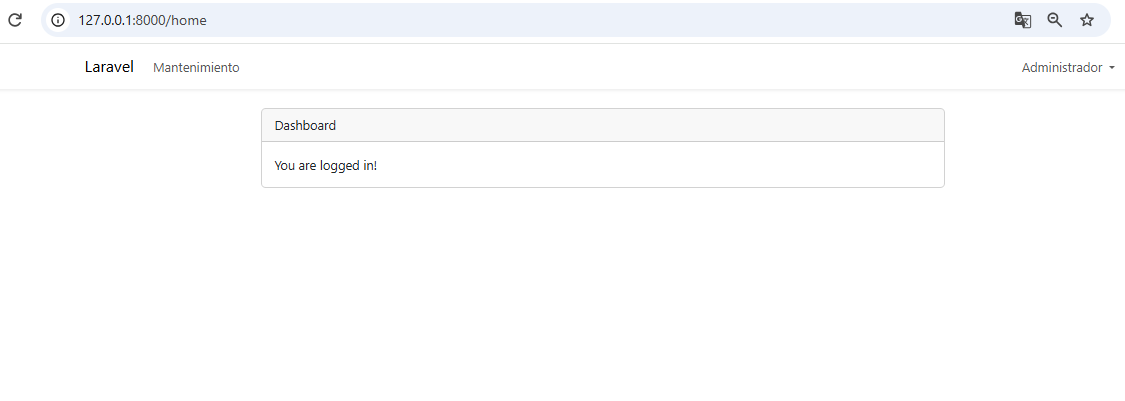 127.0.0.1:8000/home
Laravel Mantenimiento Administrador
Dashboard
You are logged in!